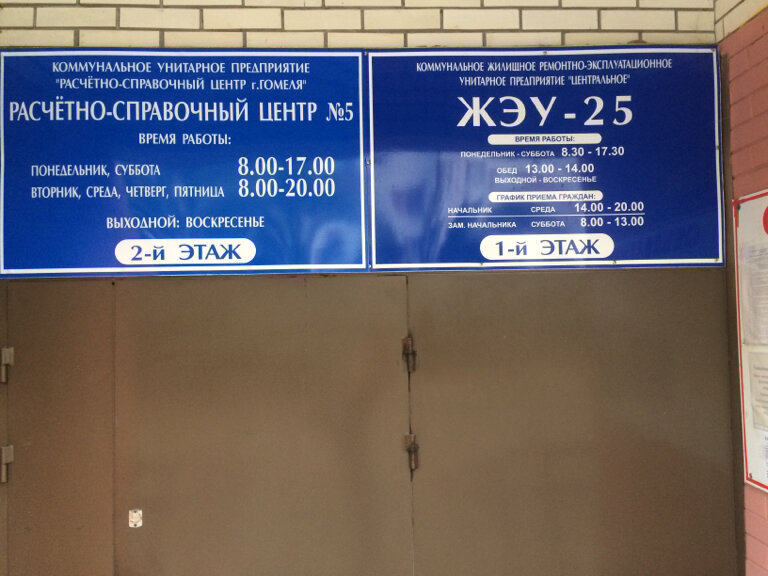 КОММУНАЛЬНОЕ УНИТАРНОЕ ПРЕДПРИЯТИЕ
"РАСЧЁТНО-СПРАВОЧНЫЙ ЦЕНТР г.ГОМЕЛЯ"
РАСЧЁТНО-СПРАВОЧНЫЙ ЦЕНТР №5
ВРЕМЯ РАБОТЫ:
ПОНЕДЕЛЬНИК, СУББОТА 8.00-17.00
ВТОРНИК, СРЕДА, ЧЕТВЕРГ, ПЯТНИЦА 8.00-20.00
ВЫХОДНОЙ: ВОСКРЕСЕНЬЕ
2-й ЭТАЖ
КОММУНАЛЬНОЕ ЖИЛИЩНОЕ РЕМОНТНО-ЭКСПЛУАТАЦИОННОЕ
УНИТАРНОЕ ПРЕДПРИЯТИЕ "ЦЕНТРАЛЬНОЕ"
ЖЭУ-25
ВРЕМЯ РАБОТЫ:
ПОНЕДЕЛЬНИК - СУББОТА 8.30 - 17.30
ОБЕД 13.00 - 14.00
ВЫХОДНОЙ - ВОСКРЕСЕНЬЕ
ГРАФИК ПРИЕМА ГРАЖДАН:
НАЧАЛЬНИК СРЕДА 14.00 - 20.00
ЗАМ. НАЧАЛЬНИКА СУББОТА 8.00 - 13.00
1-й ЭТАЖ